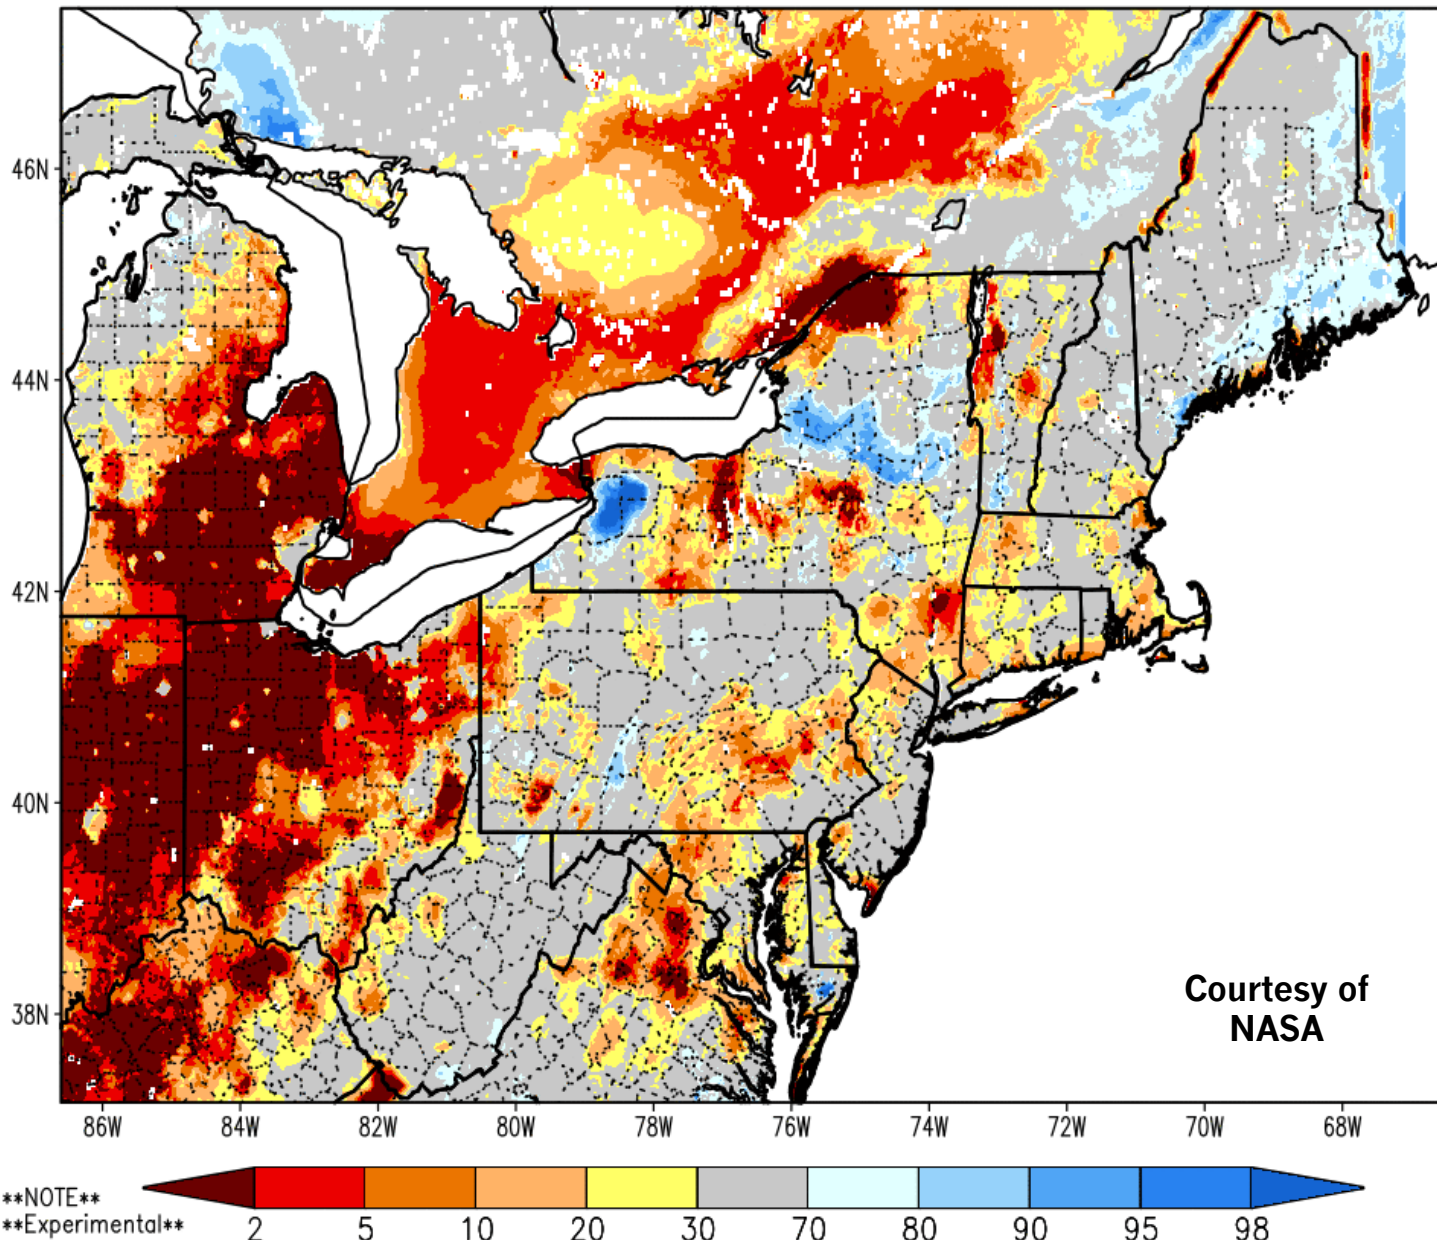 46N
44N
42N
40N
38N
Courtesy of
NASA
86W 84W 82W 80W 78W 76W 74W 72W 70W 68W
**NOTE**
**Experimental** 2 5 10 20 30 70 80 90 95 98